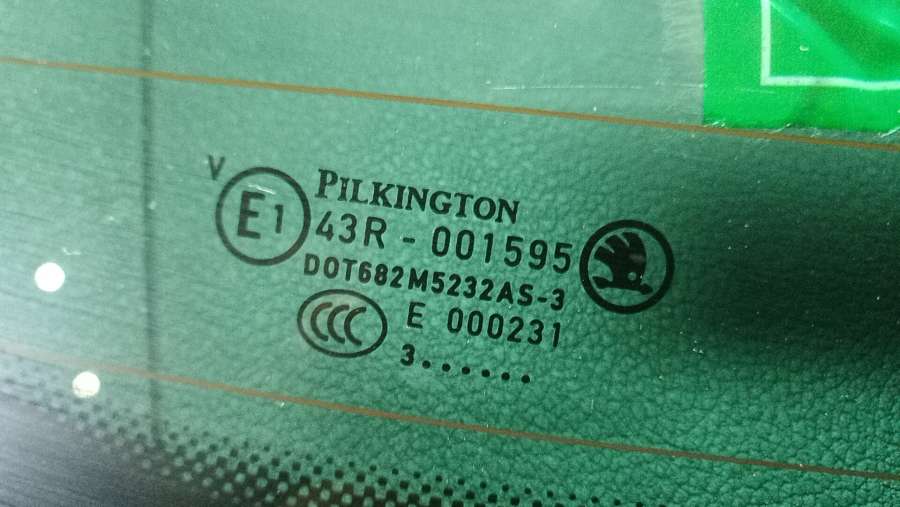 V
PILKINGTON
E1
43R - 001595
DOT682M5232AS-3
CCC
E 000231
3......